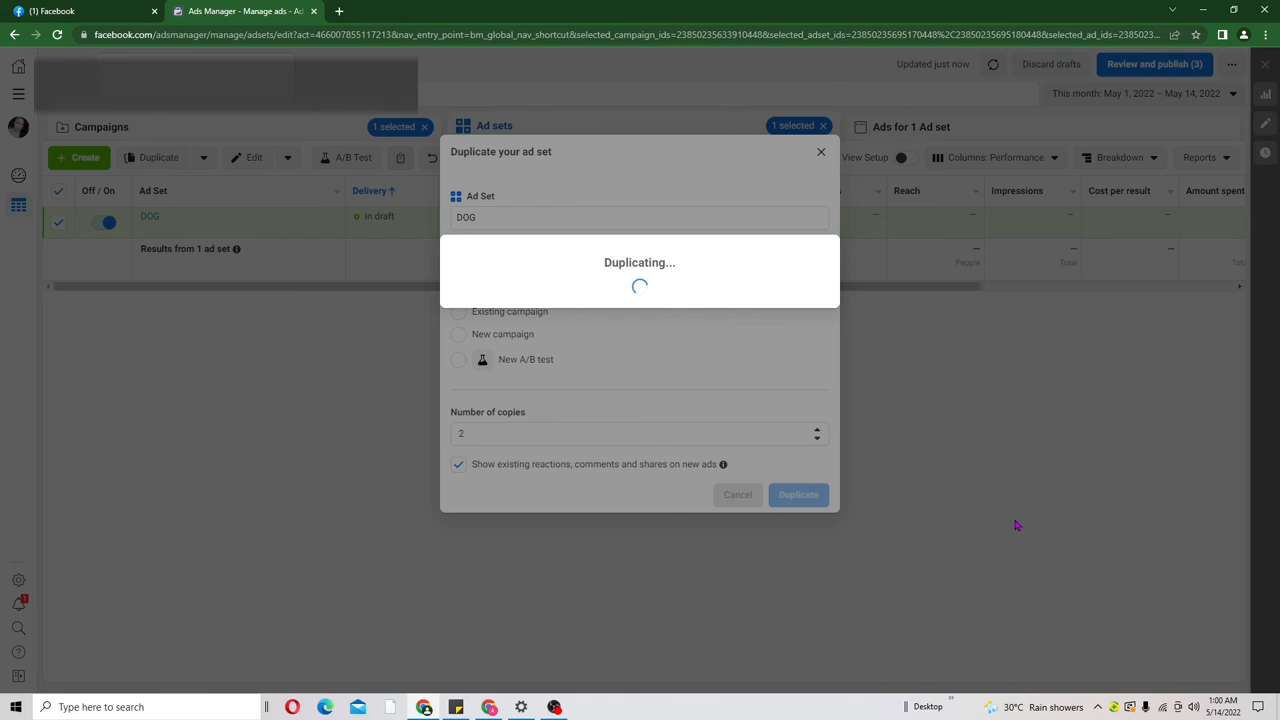 (1) Facebook
Ads Manager - Manage ads - Ad
facebook.com/adsmanager/manage/adsets/edit?act=466007855117213&nav_entry_point=bm_global_nav_shortcut&selected_campaign_ids=23850235633910448&selected_adset_ids=23850235695170448%2C23850235695180448&selected_ad_ids=2385023569...
Updated just now
Discard drafts
Review and publish (3)
This month: May 1, 2022 – May 14, 2022
Campaigns
1 selected
Ad sets
1 selected
Ads for 1 Ad set
+ Create
Duplicate
Edit
A/B Test
View Setup
Columns: Performance
Breakdown
Reports
Off / On
Ad Set
Delivery ↑
Reach
Impressions
Cost per result
Amount spent
DOG
In draft
Results from 1 ad set
People
Total
Duplicate your ad set
Ad Set
DOG
Duplicating...
Existing campaign
New campaign
New A/B test
Number of copies
2
Show existing reactions, comments and shares on new ads
Cancel
Duplicate
1
Type here to search
Desktop
30°C Rain showers
1:00 AM
5/14/2022